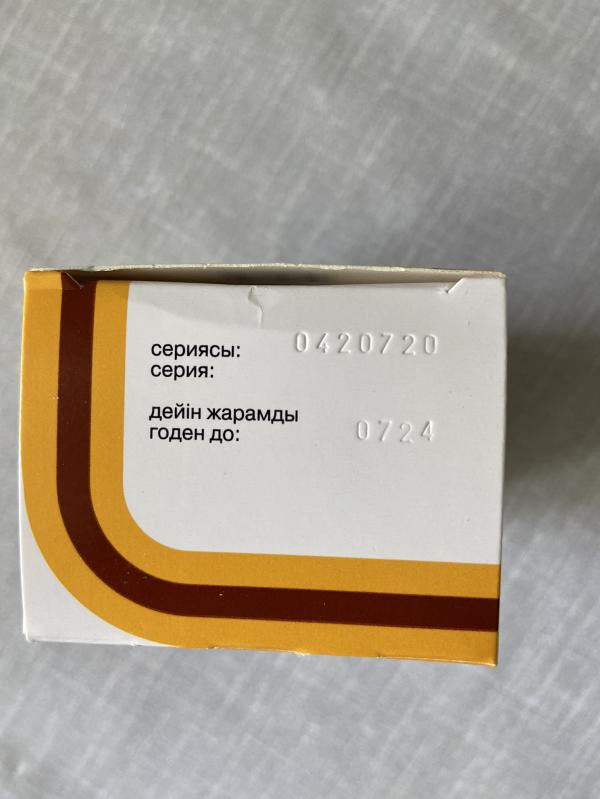 сериясы: 0420720
серия:
дейін жарамды
годен до: 0724